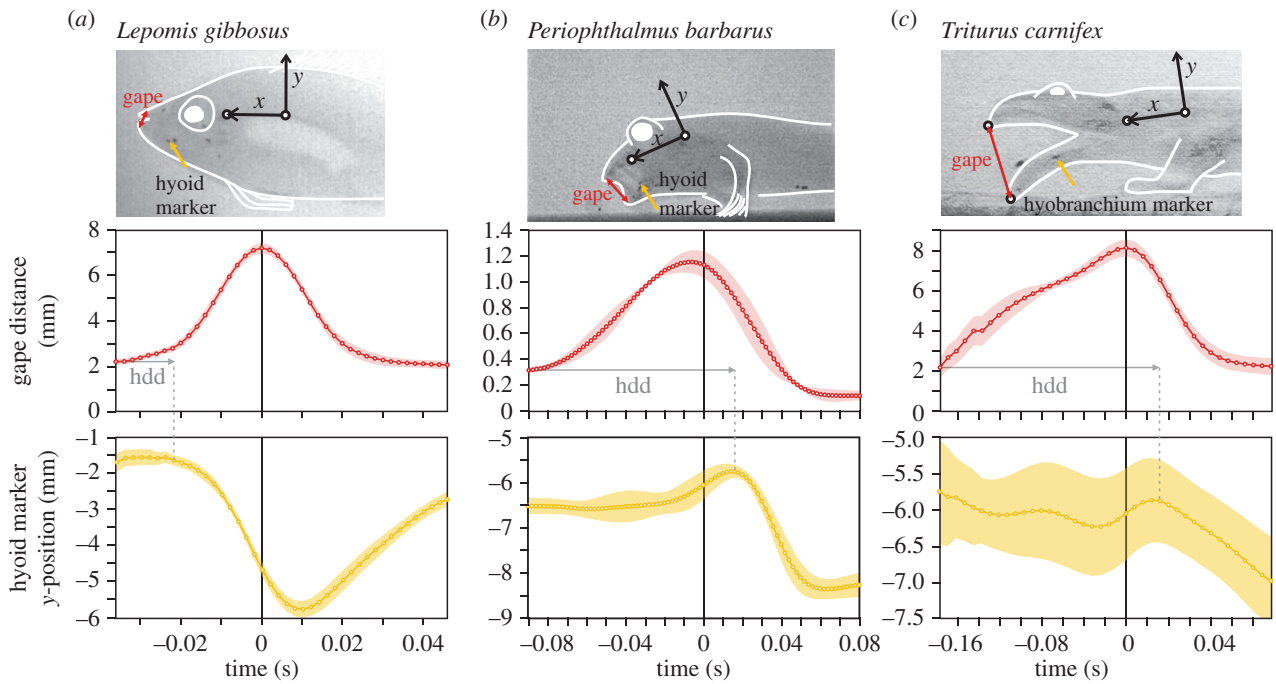 (a) Lepomis gibbosus
gape
x
y
hyoid
marker
(b) Periophthalmus barbarus
y
x
gape
hyoid
marker
(c) Triturus carnifex
y
x
gape
hyobranchium marker
gape distance
(mm)
8
6
4
2
0
hdd
1.4
1.2
1.0
0.8
0.6
0.4
0.2
0
hdd
8
6
4
2
0
hdd
hyoid marker
y-position (mm)
–1
–2
–3
–4
–5
–6
–0.02 0 0.02 0.04
time (s)
–5
–6
–7
–8
–9
–0.08 –0.04 0 0.04 0.08
time (s)
–5.0
–5.5
–6.0
–6.5
–7.0
–7.5
–0.16 –0.08 0 0.08
time (s)